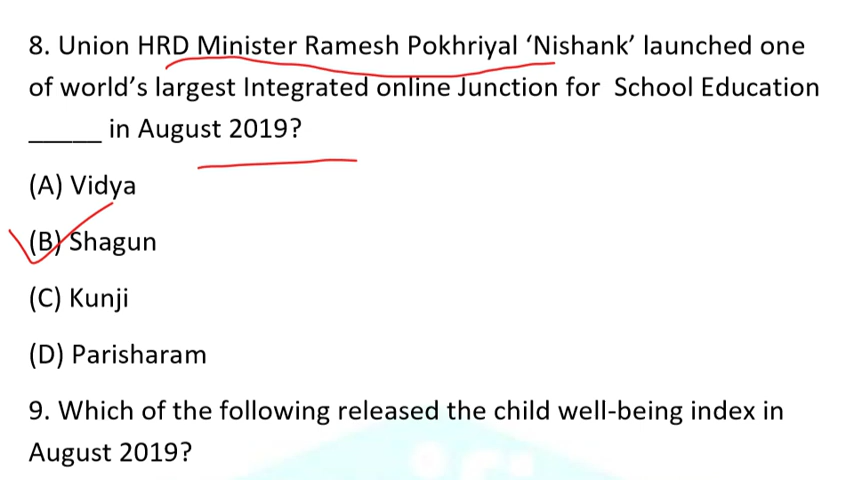 8. Union HRD Minister Ramesh Pokhriyal ‘Nishank’ launched one
of world’s largest Integrated online Junction for School Education
_____ in August 2019?
(A) Vidya
(B) Shagun
(C) Kunji
(D) Parisharam
9. Which of the following released the child well-being index in
August 2019?